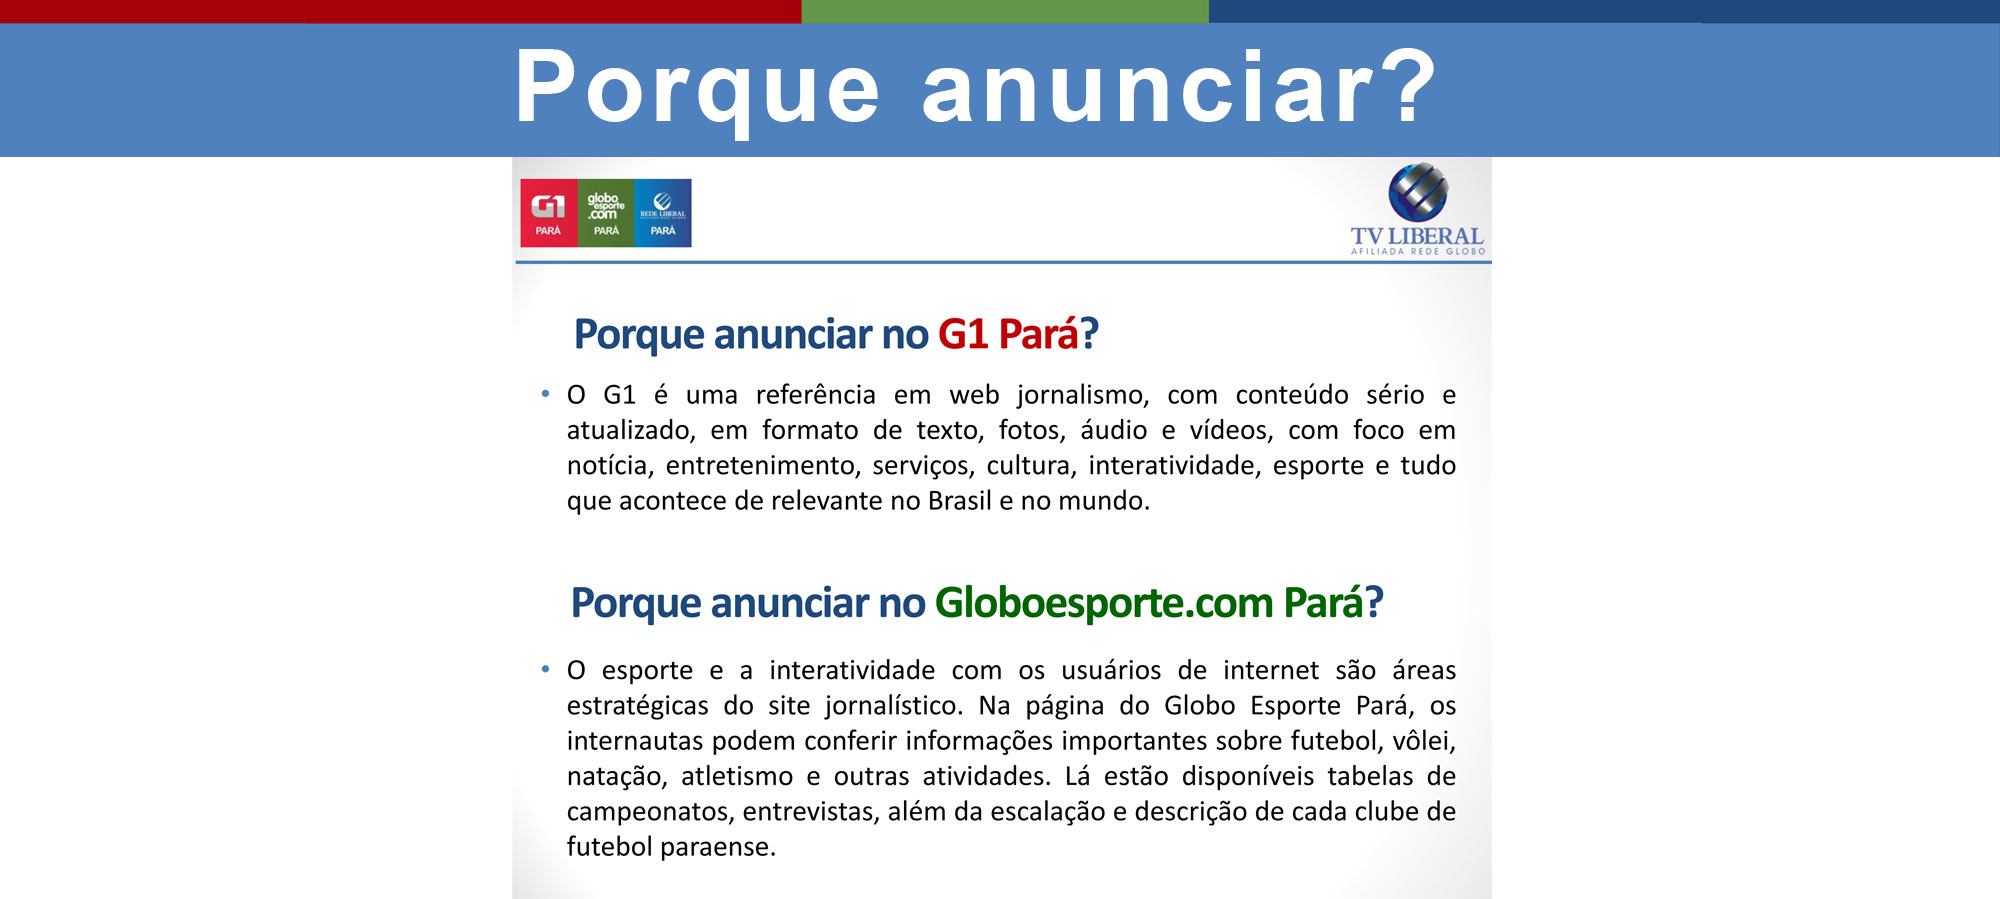 Porque anunciar?
G1
PARÁ
globo
esporte
.com
PARÁ
REDE LIBERAL
AFILIADA REDE GLOBO
PARÁ
TV LIBERAL
AFILIADA REDE GLOBO
Porque anunciar no G1 Pará?
• O G1 é uma referência em web jornalismo, com conteúdo sério e
atualizado, em formato de texto, fotos, áudio e vídeos, com foco em
notícia, entretenimento, serviços, cultura, interatividade, esporte e tudo
que acontece de relevante no Brasil e no mundo.
Porque anunciar no Globoesporte.com Pará?
• O esporte e a interatividade com os usuários de internet são áreas
estratégicas do site jornalístico. Na página do Globo Esporte Pará, os
internautas podem conferir informações importantes sobre futebol, vôlei,
natação, atletismo e outras atividades. Lá estão disponíveis tabelas de
campeonatos, entrevistas, além da escalação e descrição de cada clube de
futebol paraense.